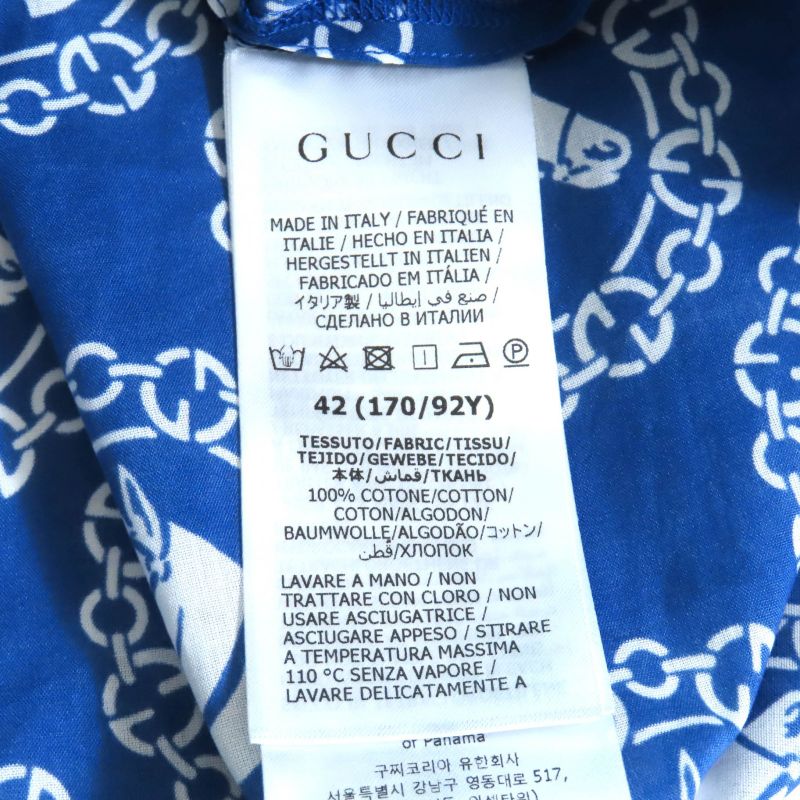 GUCCI
MADE IN ITALY / FABRIQUÉ EN
ITALIE / HECHO EN ITALIA /
HERGESTELLT IN ITALIEN /
FABRICADO EM ITÁLIA /
イタリア製 / صنع في إيطاليا /
СДЕЛАНО В ИТАЛИИ
P
42 (170/92Y)
TESSUTO/FABRIC/TISSU/
TEJIDO/GEWEBE/TECIDO/
本体/قماش/ТКАНЬ
100% COTONE/COTTON/
COTON/ALGODON/
BAUMWOLLE/ALGODÃO/コットン/
قطن/ХЛОПОК
LAVARE A MANO / NON
TRATTARE CON CLORO / NON
USARE ASCIUGATRICE /
ASCIUGARE APPESO / STIRARE
A TEMPERATURA MASSIMA
110 °C SENZA VAPORE /
LAVARE DELICATAMENTE A
of Panama
구찌코리아 유한회사
서울특별시 강남구 영동대로 517,